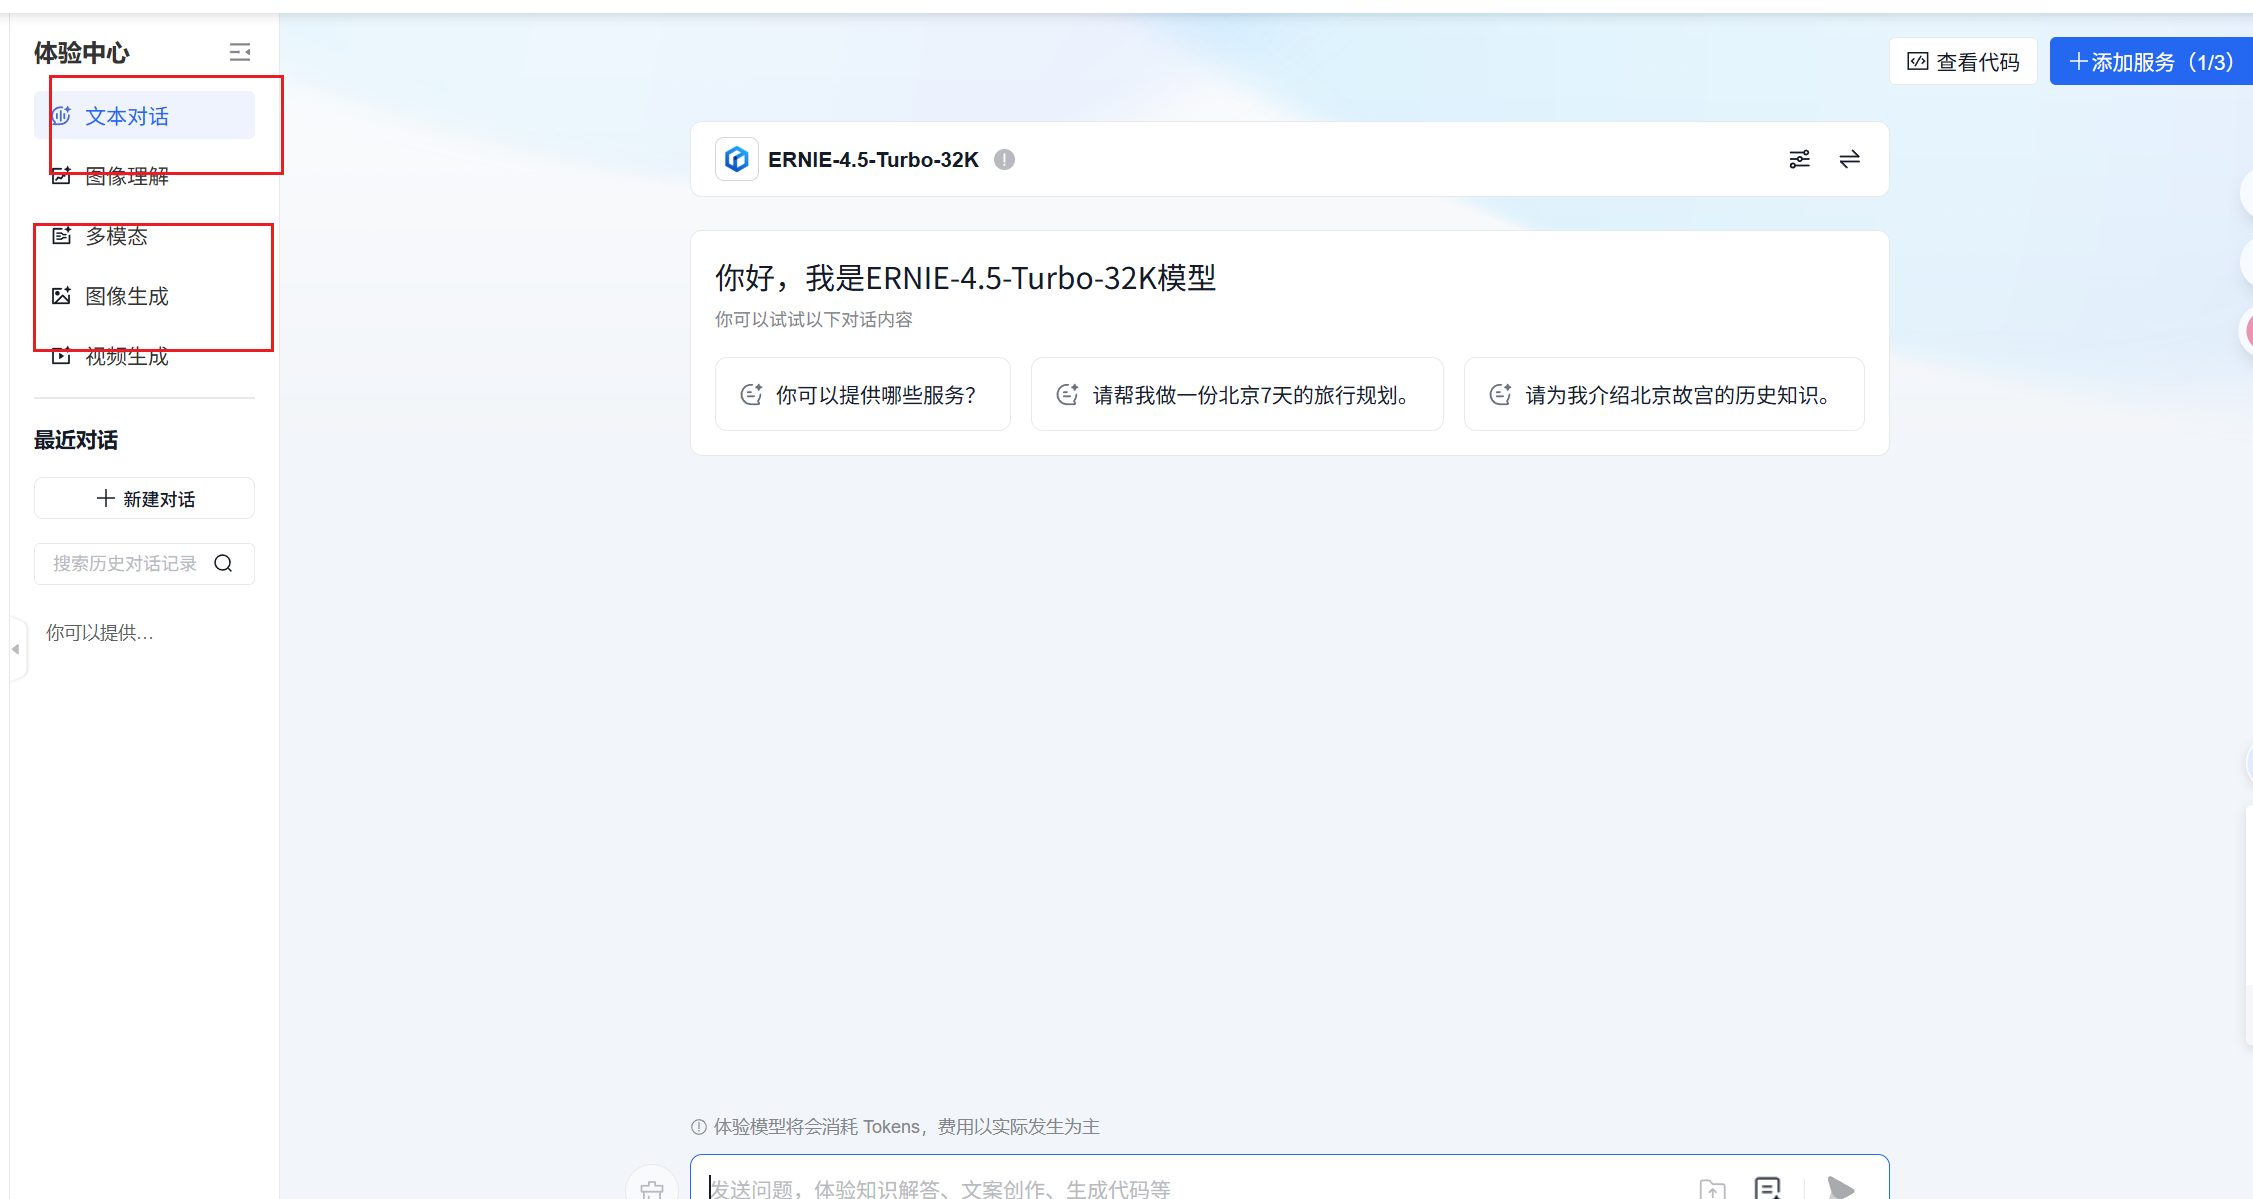 体验中心
文本对话
图像理解
多模态
图像生成
视频生成
最近对话
新建对话
搜索历史对话记录
你可以提供...
查看代码
添加服务（1/3）
ERNIE-4.5-Turbo-32K
你好，我是ERNIE-4.5-Turbo-32K模型
你可以试试以下对话内容
你可以提供哪些服务？
请帮我做一份北京7天的旅行规划。
请为我介绍北京故宫的历史知识。
体验模型将会消耗 Tokens，费用以实际发生为主
发送问题，体验知识解答、文案创作、生成代码等